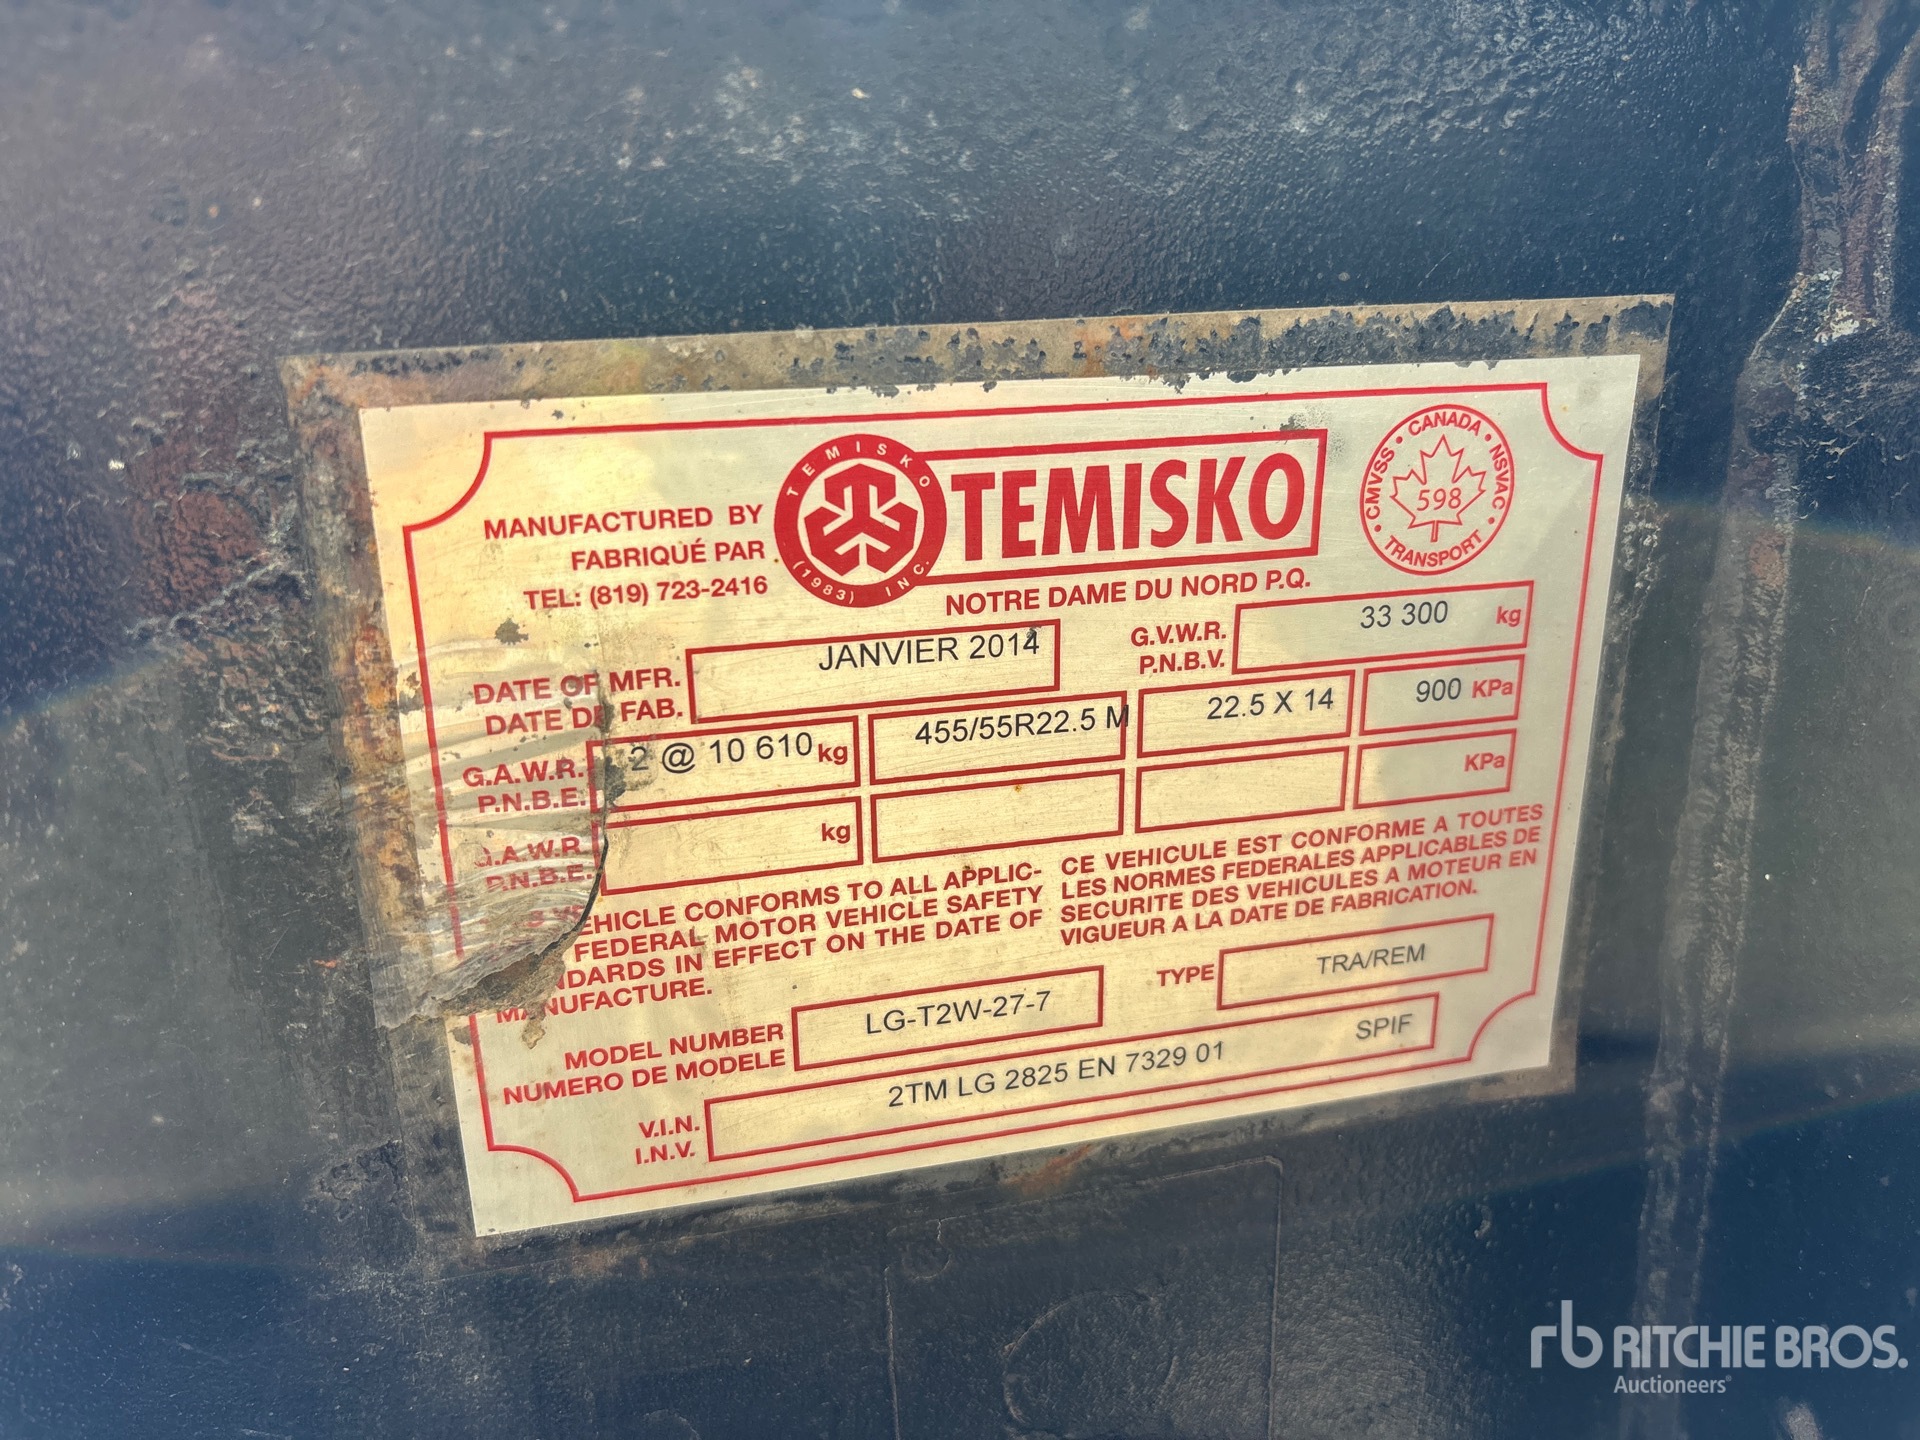 TEMISKO (1983) INC.
TEMISKO
CANADA • NSVAC • TRANSPORT • CMVSS •
598
MANUFACTURED BY
FABRIQUÉ PAR
TEL: (819) 723-2416
NOTRE DAME DU NORD P.Q.
DATE OF MFR.
DATE DE FAB.
JANVIER 2014
G.V.W.R.
P.N.B.V.
33 300 kg
G.A.W.R.
P.N.B.E.
2 @ 10 610 kg 455/55R22.5 M 22.5 X 14 900 KPa
G.A.W.R.
P.N.B.E.
kg KPa
VEHICLE CONFORMS TO ALL APPLIC-
FEDERAL MOTOR VEHICLE SAFETY
NDARDS IN EFFECT ON THE DATE OF
MANUFACTURE.
CE VEHICULE EST CONFORME A TOUTES
LES NORMES FEDERALES APPLICABLES DE
SECURITE DES VEHICULES A MOTEUR EN
VIGUEUR A LA DATE DE FABRICATION.
MODEL NUMBER
NUMERO DE MODELE
LG-T2W-27-7
TYPE TRA/REM
V.I.N.
I.N.V.
2TM LG 2825 EN 7329 01 SPIF
rb RITCHIE BROS.
Auctioneers